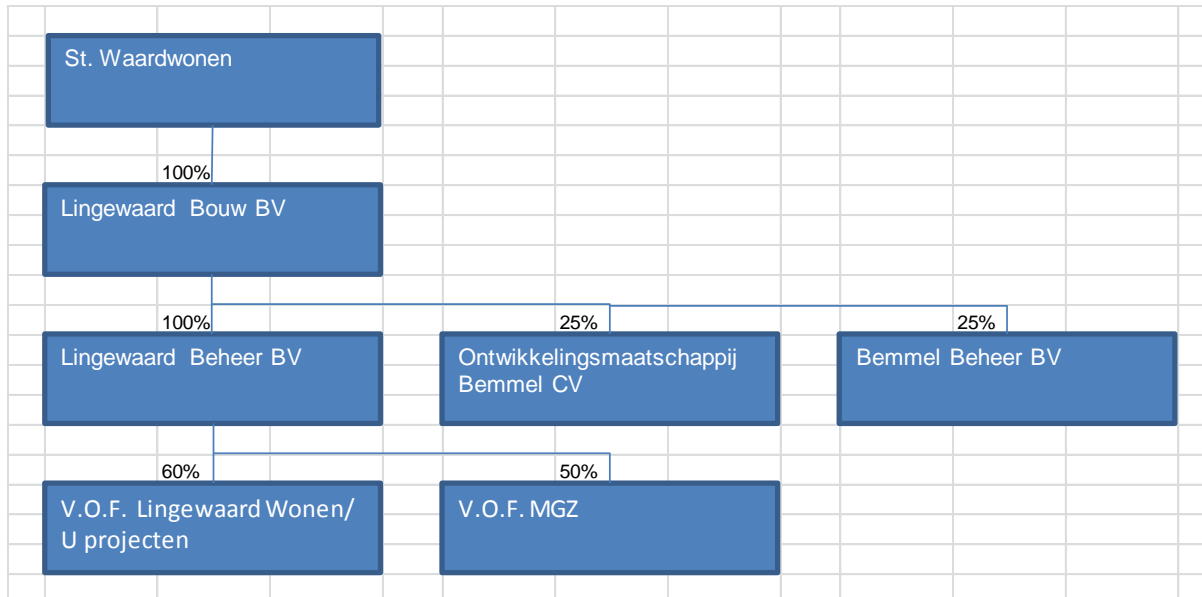 St. Waardwonen
100%
Lingewaard Bouw BV
100%
25%
25%
Lingewaard Beheer BV
Ontwikkelingsmaatschappij
Bemmel CV
Bemmel Beheer BV
60%
50%
V.O.F. Lingewaard Wonen/
U projecten
V.O.F. MGZ